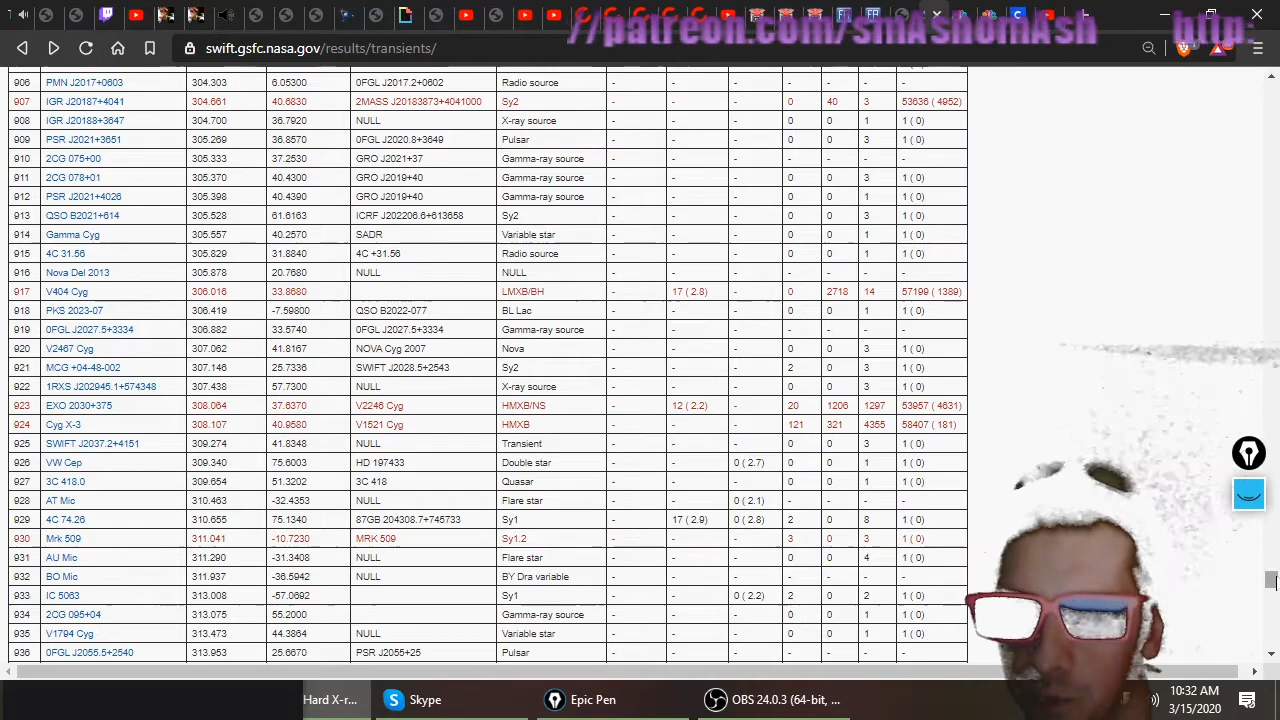 //patreon.com/smAshomAsh http.
swift.gsfc.nasa.gov/results/transients/
906 PMN J2017+0603 304.303 6.05300 0FGL J2017.2+0602 Radio source - - - - - - -
907 IGR J20187+4041 304.661 40.6830 2MASS J20183873+4041000 Sy2 - - - 0 40 3 53636 ( 4952)
908 IGR J20188+3647 304.700 36.7920 NULL X-ray source - - - 0 0 1 1 ( 0)
909 PSR J2021+3651 305.269 36.8570 0FGL J2020.8+3649 Pulsar - - - 0 0 3 1 ( 0)
910 2CG 075+00 305.333 37.2530 GRO J2021+37 Gamma-ray source - - - - - - -
911 2CG 078+01 305.370 40.4300 GRO J2019+40 Gamma-ray source - - - 0 0 3 1 ( 0)
912 PSR J2021+4026 305.398 40.4390 GRO J2019+40 Gamma-ray source - - - 0 0 1 1 ( 0)
913 QSO B2021+614 305.528 61.6163 ICRF J202206.6+613658 Sy2 - - - 0 0 3 1 ( 0)
914 Gamma Cyg 305.557 40.2570 SADR Variable star - - - 0 0 1 1 ( 0)
915 4C 31.56 305.829 31.8840 4C +31.56 Radio source - - - 0 0 1 1 ( 0)
916 Nova Del 2013 305.878 20.7680 NULL NULL - - - - - - -
917 V404 Cyg 306.016 33.8680 LMXB/BH - 17 ( 2.8) - 0 2718 14 57199 ( 1389)
918 PKS 2023-07 306.419 -7.59800 QSO B2022-077 BL Lac - - - 0 0 1 1 ( 0)
919 0FGL J2027.5+3334 306.882 33.5740 0FGL J2027.5+3334 Gamma-ray source - - - - - - -
920 V2467 Cyg 307.062 41.8167 NOVA Cyg 2007 Nova - - - 0 0 3 1 ( 0)
921 MCG +04-48-002 307.146 25.7336 SWIFT J2028.5+2543 Sy2 - - - 2 0 3 1 ( 0)
922 1RXS J202945.1+574348 307.438 57.7300 NULL X-ray source - - - 0 0 3 1 ( 0)
923 EXO 2030+375 308.064 37.6370 V2246 Cyg HMXB/NS - 12 ( 2.2) - 20 1206 1297 53957 ( 4631)
924 Cyg X-3 308.107 40.9580 V1521 Cyg HMXB - - - 121 321 4355 58407 ( 181)
925 SWIFT J2037.2+4151 309.274 41.8348 NULL Transient - - - 0 0 3 1 ( 0)
926 VW Cep 309.340 75.6003 HD 197433 Double star - - 0 ( 2.7) 0 0 1 1 ( 0)
927 3C 418.0 309.654 51.3202 3C 418 Quasar - - - 0 0 1 1 ( 0)
928 AT Mic 310.463 -32.4353 NULL Flare star - - 0 ( 2.1) - - - -
929 4C 74.26 310.655 75.1340 87GB 204308.7+745733 Sy1 - 17 ( 2.9) 0 ( 2.8) 2 0 8 1 ( 0)
930 Mrk 509 311.041 -10.7230 MRK 509 Sy1.2 - - - 3 0 3 1 ( 0)
931 AU Mic 311.290 -31.3408 NULL Flare star - - - 0 0 4 1 ( 0)
932 BO Mic 311.937 -36.5942 NULL BY Dra variable - - - - - - -
933 IC 5063 313.008 -57.0692 Sy1 - - 0 ( 2.2) 2 0 2 1 ( 0)
934 2CG 095+04 313.075 55.2000 Gamma-ray source - - - 0 0 1 1 ( 0)
935 V1794 Cyg 313.473 44.3864 NULL Variable star - - - 0 0 1 1 ( 0)
936 0FGL J2055.5+2540 313.953 25.6670 PSR J2055+25 Pulsar - - - 0 0 1 1 ( 0)
Hard X-r... Skype Epic Pen OBS 24.0.3 (64-bit, ... 10:32 AM
3/15/2020